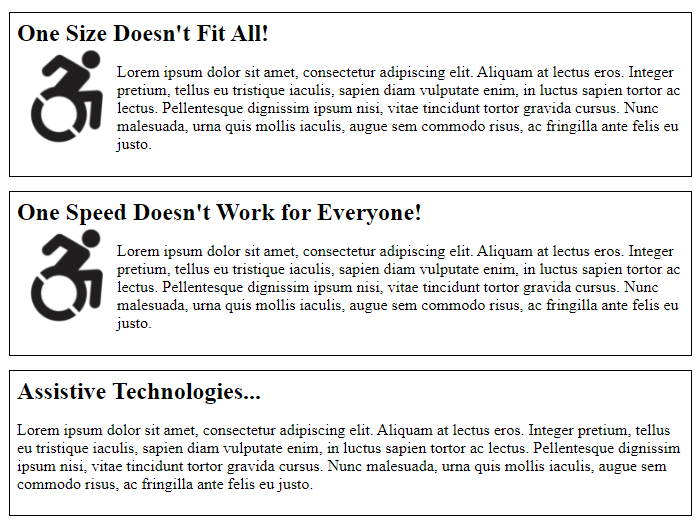 One Size Doesn't Fit All!
Lorem ipsum dolor sit amet, consectetur adipiscing elit. Aliquam at lectus eros. Integer
pretium, tellus eu tristique iaculis, sapien diam vulputate enim, in luctus sapien tortor ac
lectus. Pellentesque dignissim ipsum nisi, vitae tincidunt tortor gravida cursus. Nunc
malesuada, urna quis mollis iaculis, augue sem commodo risus, ac fringilla ante felis eu
justo.
One Speed Doesn't Work for Everyone!
Lorem ipsum dolor sit amet, consectetur adipiscing elit. Aliquam at lectus eros. Integer
pretium, tellus eu tristique iaculis, sapien diam vulputate enim, in luctus sapien tortor ac
lectus. Pellentesque dignissim ipsum nisi, vitae tincidunt tortor gravida cursus. Nunc
malesuada, urna quis mollis iaculis, augue sem commodo risus, ac fringilla ante felis eu
justo.
Assistive Technologies...
Lorem ipsum dolor sit amet, consectetur adipiscing elit. Aliquam at lectus eros. Integer pretium, tellus
eu tristique iaculis, sapien diam vulputate enim, in luctus sapien tortor ac lectus. Pellentesque dignissim
ipsum nisi, vitae tincidunt tortor gravida cursus. Nunc malesuada, urna quis mollis iaculis, augue sem
commodo risus, ac fringilla ante felis eu justo.